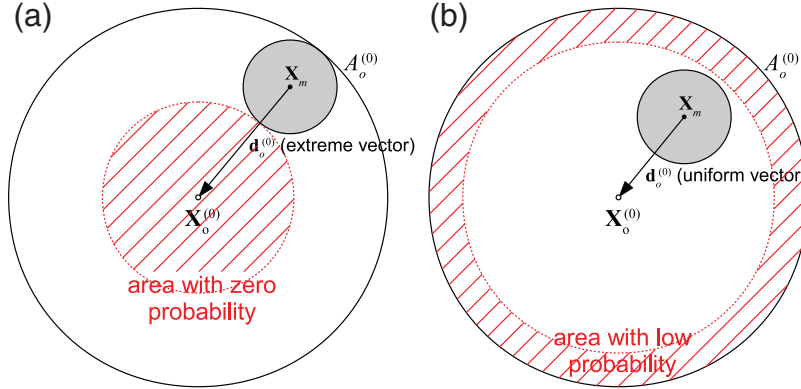 (a)
A_o^(0)
X_m
d_o^(0) (extreme vector)
X_o^(0)
area with zero
probability
(b)
A_o^(0)
X_m
d_o^(0) (uniform vector
X_o^(0)
area with low
probability